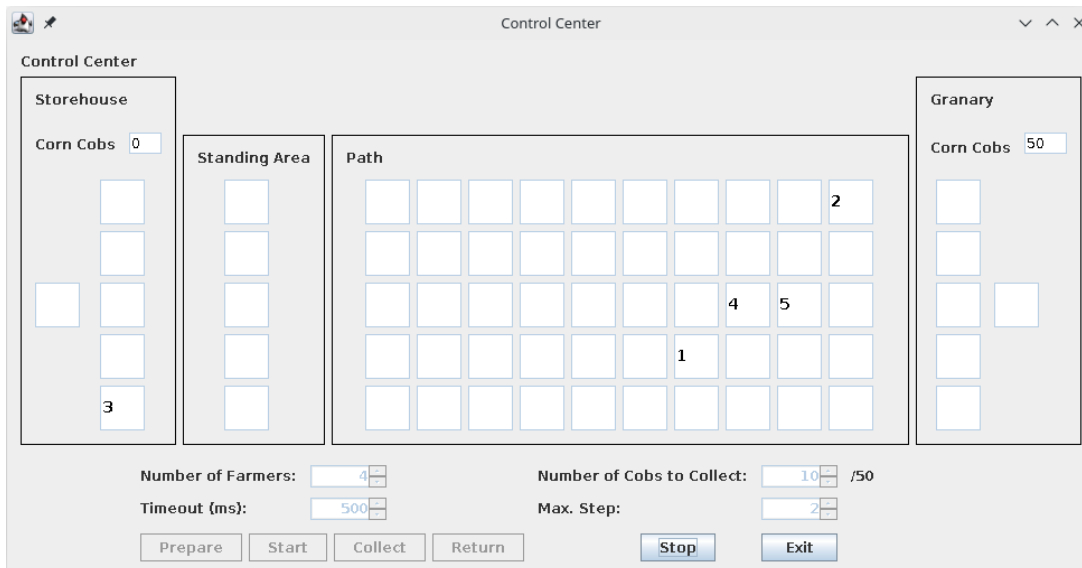 Control Center
Control Center
Storehouse
Granary
Corn Cobs 0
Corn Cobs 50
Standing Area
Path
2
4 5
1
3
Number of Farmers: 4
Number of Cobs to Collect: 10 /50
Timeout (ms): 500
Max. Step: 2
Prepare Start Collect Return Stop Exit